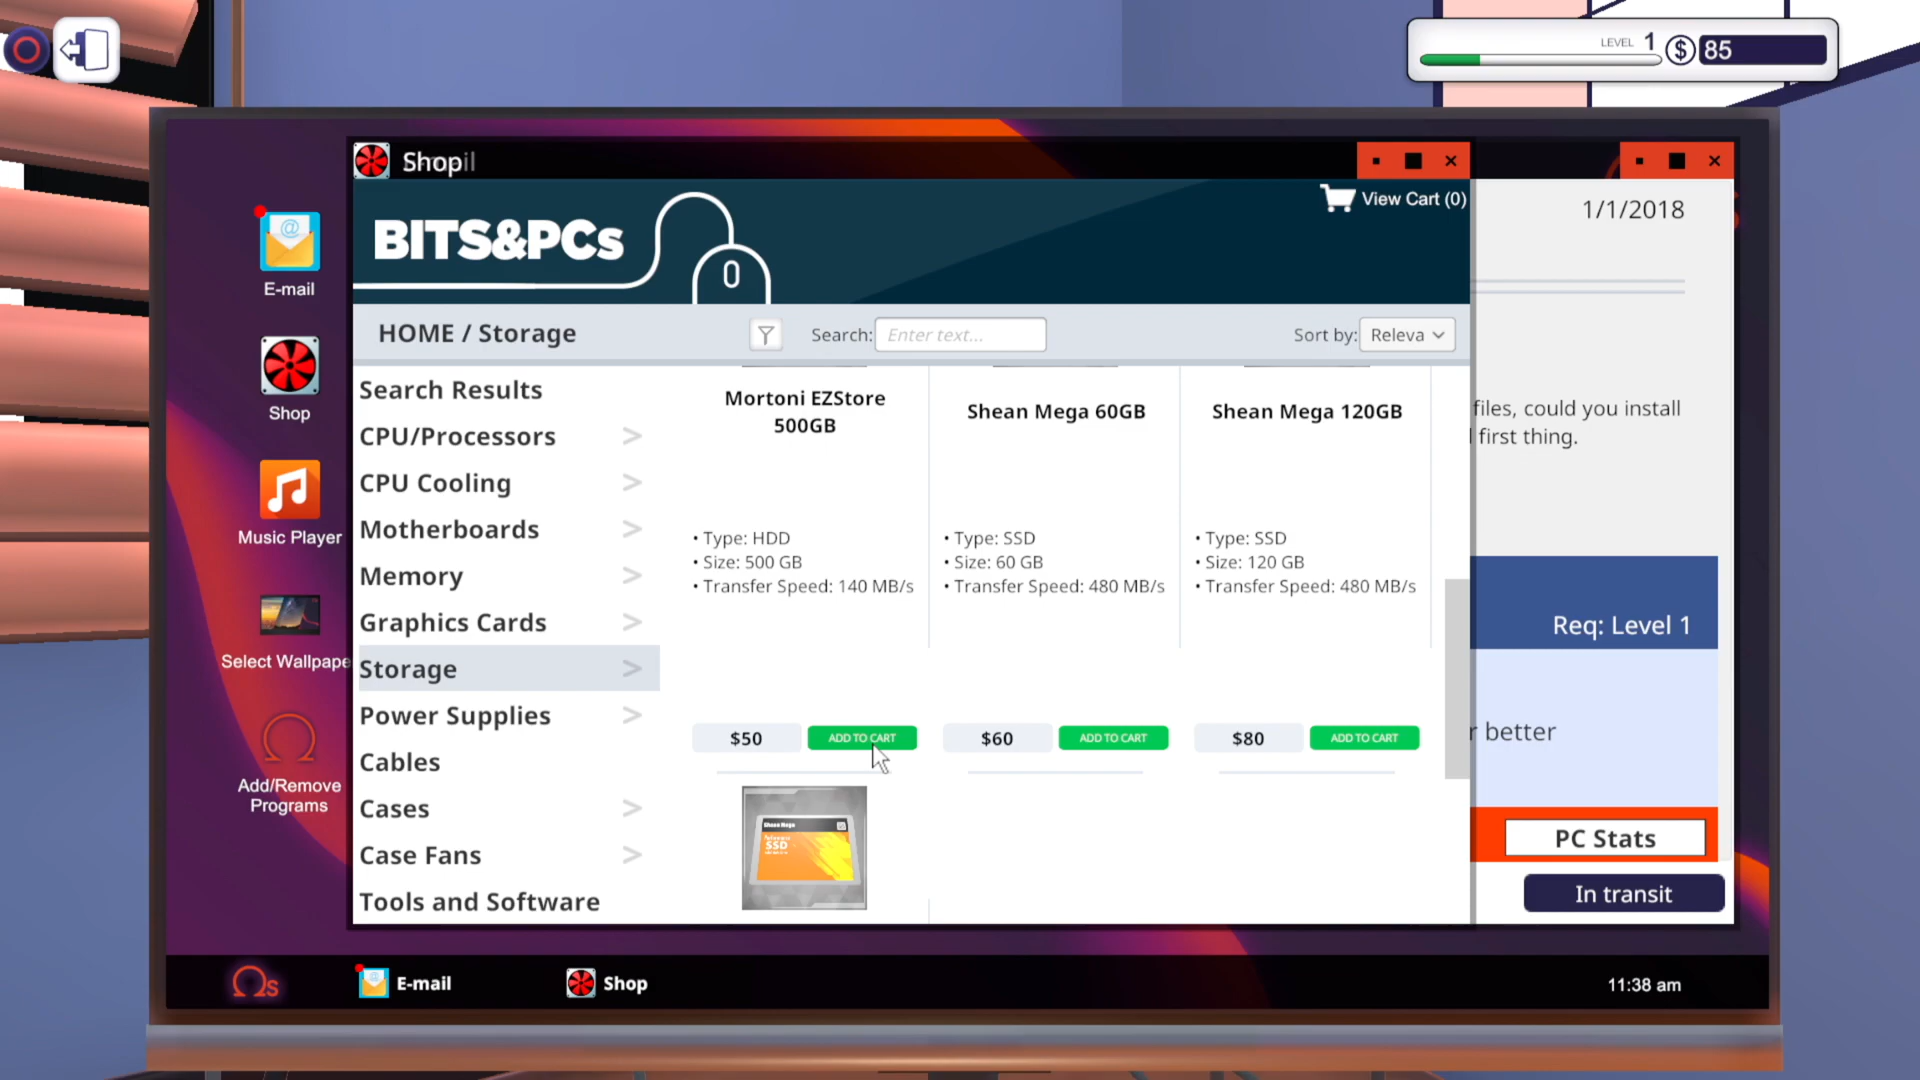 LEVEL 1 $ 85
Shopil
View Cart (0)
BITS&PCs
1/1/2018
E-mail
HOME / Storage
Search:
Enter text...
Sort by:
Releva
Shop
Search Results
CPU/Processors >
CPU Cooling >
Motherboards >
Memory >
Graphics Cards >
Storage >
Power Supplies >
Cables
Cases >
Case Fans >
Tools and Software
Mortoni EZStore
500GB
• Type: HDD
• Size: 500 GB
• Transfer Speed: 140 MB/s
$50
ADD TO CART
Shean Mega 60GB
• Type: SSD
• Size: 60 GB
• Transfer Speed: 480 MB/s
$60
ADD TO CART
Shean Mega 120GB
• Type: SSD
• Size: 120 GB
• Transfer Speed: 480 MB/s
$80
ADD TO CART
Shean Mega
SSD
files, could you install
first thing.
Req: Level 1
r better
PC Stats
In transit
Music Player
Select Wallpape
Add/Remove
Programs
Ωs
E-mail
Shop
11:38 am